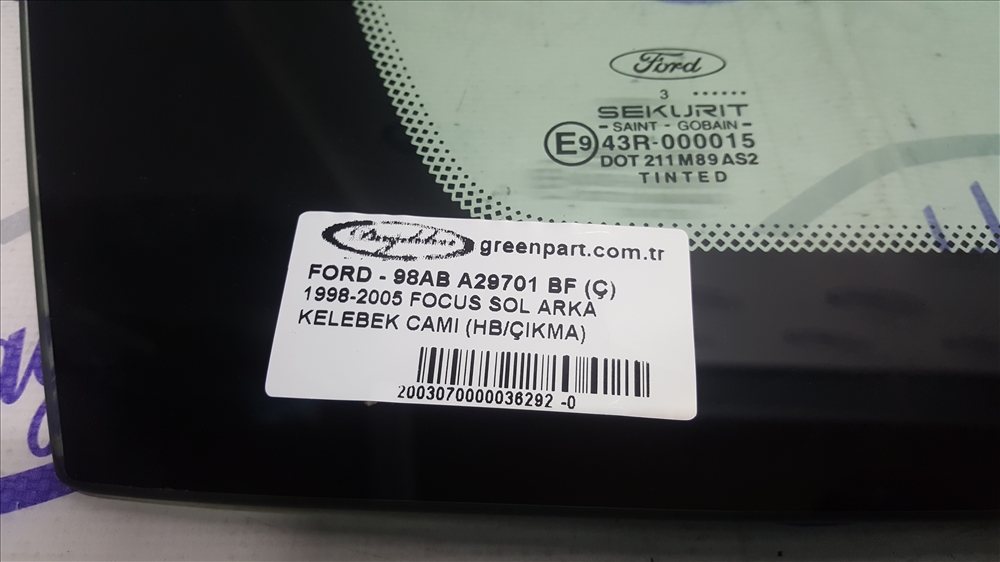 Ford
3 ••••••
SEKURIT
- SAINT - GOBAIN -
E9 43R-000015
DOT 211 M89 AS2
TINTED
greenpart.com.tr
FORD - 98AB A29701 BF (Ç)
1998-2005 FOCUS SOL ARKA
KELEBEK CAMI (HB/ÇIKMA)
2003070000036292 -0